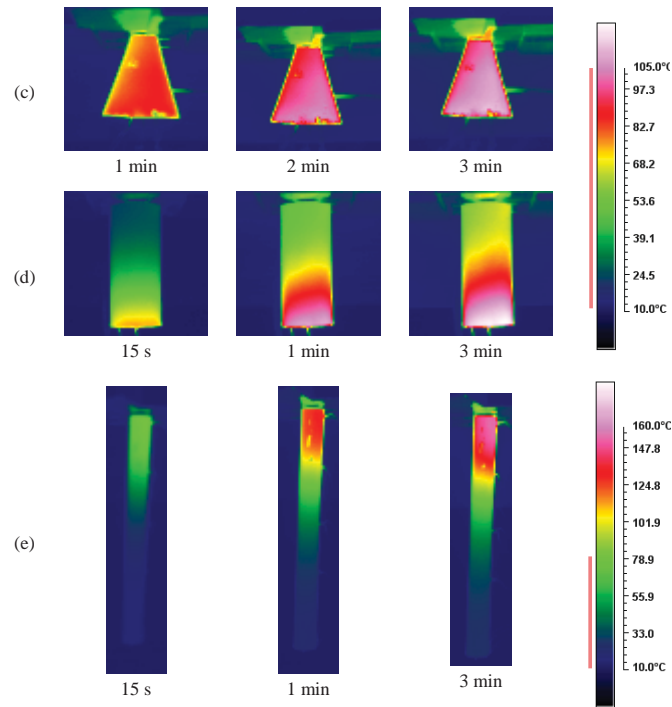 (c)
1 min
2 min
3 min
105.0°C
97.3
82.7
68.2
53.6
39.1
24.5
10.0°C
(d)
15 s
1 min
3 min
(e)
15 s
1 min
3 min
160.0°C
147.7
124.8
101.9
78.9
55.9
33.0
10.0°C